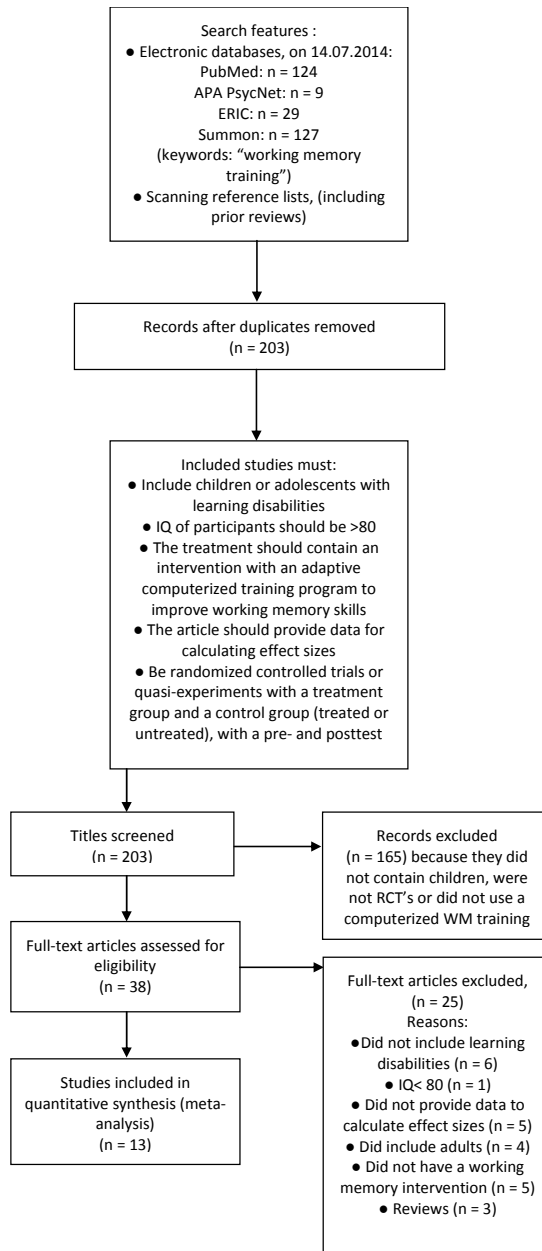 Search features :
● Electronic databases, on 14.07.2014:
PubMed: n = 124
APA PsycNet: n = 9
ERIC: n = 29
Summon: n = 127
(keywords: “working memory
training”)
● Scanning reference lists, (including
prior reviews)
Records after duplicates removed
(n = 203)
Included studies must:
● Include children or adolescents with
learning disabilities
● IQ of participants should be >80
● The treatment should contain an
intervention with an adaptive
computerized training program to
improve working memory skills
● The article should provide data for
calculating effect sizes
● Be randomized controlled trials or
quasi-experiments with a treatment
group and a control group (treated or
untreated), with a pre- and posttest
Titles screened
(n = 203)
Records excluded
(n = 165) because they did
not contain children, were
not RCT’s or did not use a
computerized WM training
Full-text articles assessed for
eligibility
(n = 38)
Full-text articles excluded,
(n = 25)
Reasons:
●Did not include learning
disabilities (n = 6)
● IQ< 80 (n = 1)
● Did not provide data to
calculate effect sizes (n = 5)
● Did include adults (n = 4)
● Did not have a working
memory intervention (n = 5)
● Reviews (n = 3)
Studies included in
quantitative synthesis (meta-
analysis)
(n = 13)